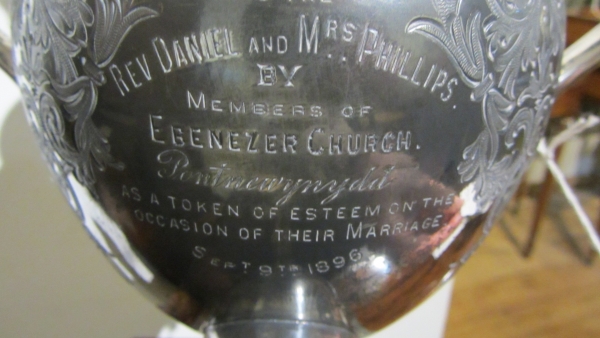 THE
REV DANIEL AND MRS PHILLIPS.
BY
MEMBERS OF
EBENEZER CHURCH.
Pontnewynydd
AS A TOKEN OF ESTEEM ON THE
OCCASION OF THEIR MARRIAGE
SEPT 9TH 1896